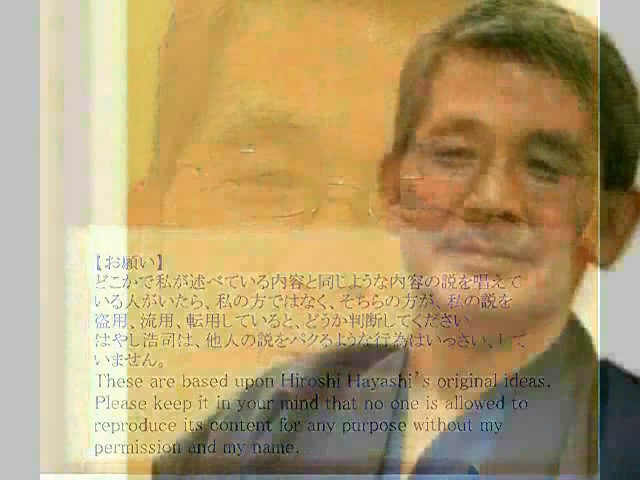 【お願い】
どこかで私が述べている内容と同じような内容の説を唱えて
いる人がいたら、私の方ではなく、そちらの方が、私の説を
盗用、流用、転用していると、どうか判断してください。
はやし浩司は、他人の説をパクるような行為はいっさい、して
いません。
These are based upon Hiroshi Hayashi's original ideas.
Please keep it in your mind that no one is allowed to
reproduce its content for any purpose without my
permission and my name.